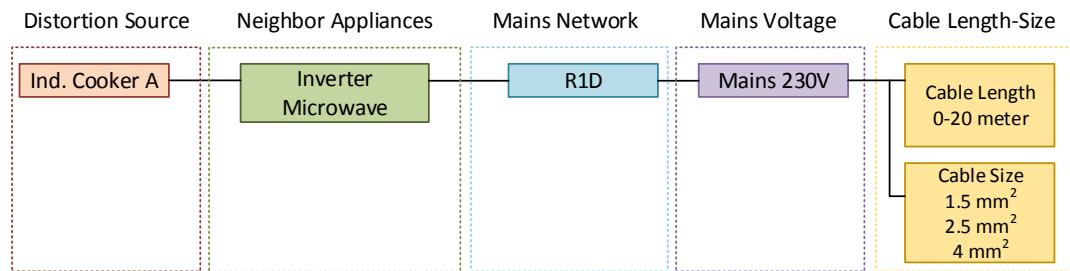 Distortion Source
Neighbor Appliances
Mains Network
Mains Voltage
Cable Length-Size
Ind. Cooker A
Inverter
Microwave
R1D
Mains 230V
Cable Length
0-20 meter
Cable Size
1.5 mm²
2.5 mm²
4 mm²